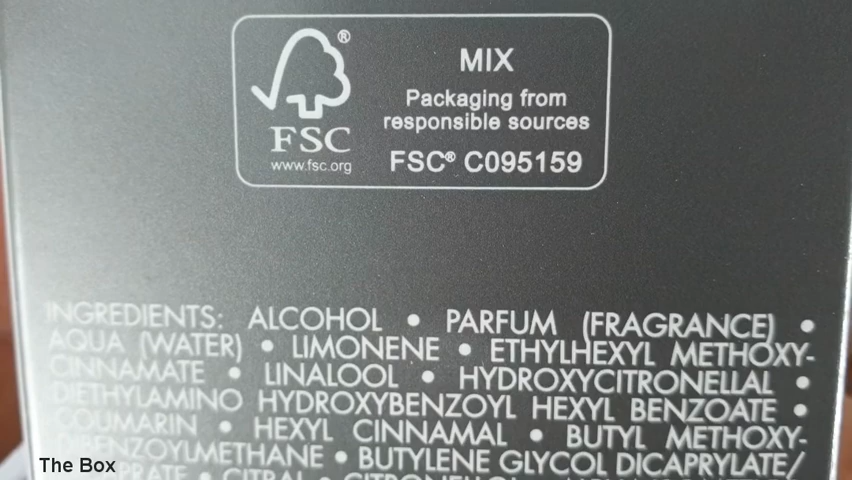 MIX
Packaging from
responsible sources
FSC® C095159
®
FSC
www.fsc.org
INGREDIENTS: ALCOHOL • PARFUM (FRAGRANCE) •
AQUA (WATER) • LIMONENE • ETHYLHEXYL METHOXY-
CINNAMATE • LINALOOL • HYDROXYCITRONELLAL •
DIETHYLAMINO HYDROXYBENZOYL HEXYL BENZOATE •
COUMARIN • HEXYL CINNAMAL • BUTYL METHOXY-
DIBENZOYLMETHANE • BUTYLENE GLYCOL DICAPRYLATE/
• CITRAL • CITRONELLOL •
The Box